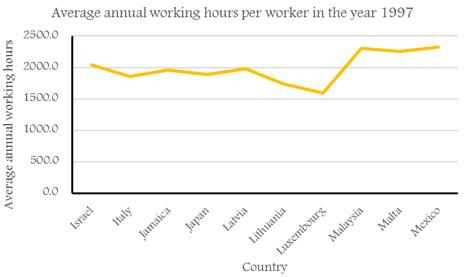 Average annual working hours per worker in the year 1997
Average annual working hours
2500.0
2000.0
1500.0
1000.0
500.0
0.0
Israel
Italy
Jamaica
Japan
Latvia
Lithuania
Luxembourg
Malaysia
Malta
Mexico
Country